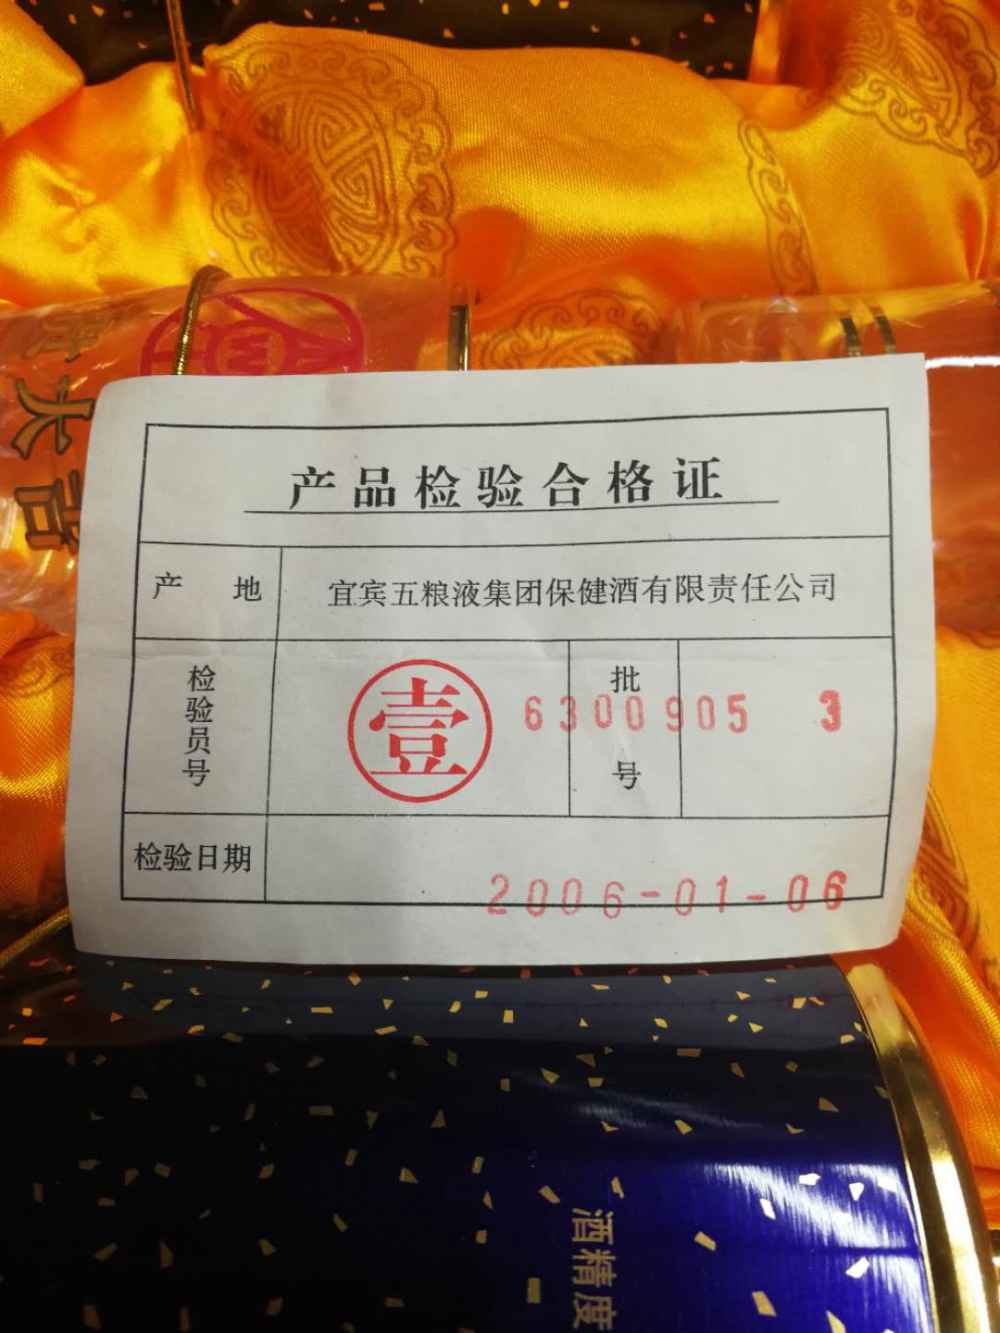 大
产品检验合格证
产 地
宜宾五粮液集团保健酒有限责任公司
检验员号
壹
批号
6300905 3
检验日期
2006-01-06
酒精度